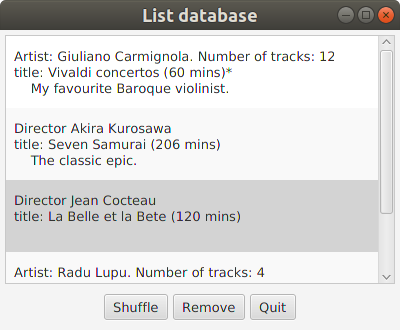 List database
Artist: Giuliano Carmignola. Number of tracks: 12
title: Vivaldi concertos (60 mins)*
My favourite Baroque violinist.
Director Akira Kurosawa
title: Seven Samurai (206 mins)
The classic epic.
Director Jean Cocteau
title: La Belle et la Bete (120 mins)
Artist: Radu Lupu. Number of tracks: 4
Shuffle Remove Quit